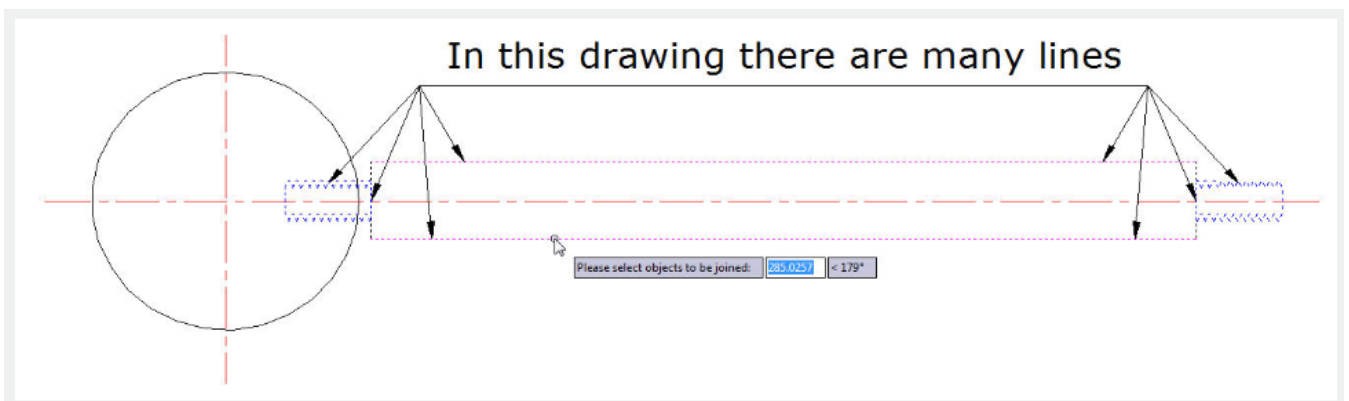 In this drawing there are many lines
Please select objects to be joined: 285.0257 < 179°